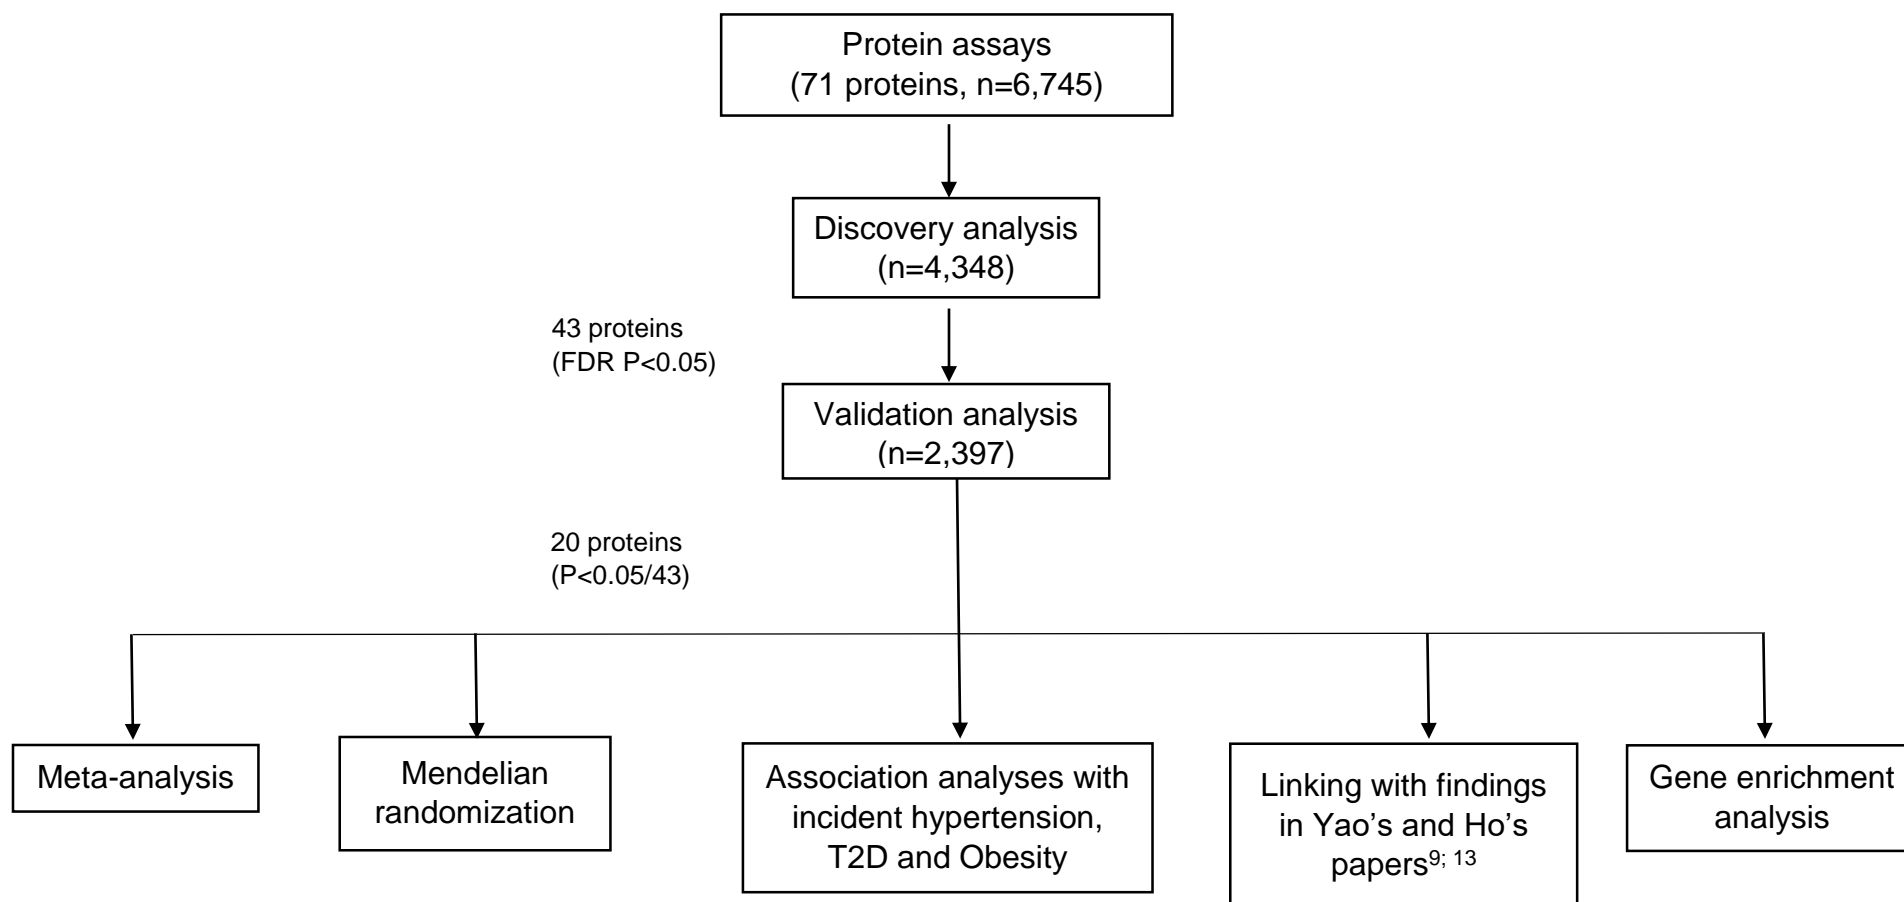 Protein assays
(71 proteins, n=6,745)
Discovery analysis
(n=4,348)
43 proteins
(FDR P<0.05)
Validation analysis
(n=2,397)
20 proteins
(P<0.05/43)
Meta-analysis
Mendelian
randomization
Association analyses with
incident hypertension,
T2D and Obesity
Linking with findings
in Yao’s and Ho’s
papers9; 13
Gene enrichment
analysis